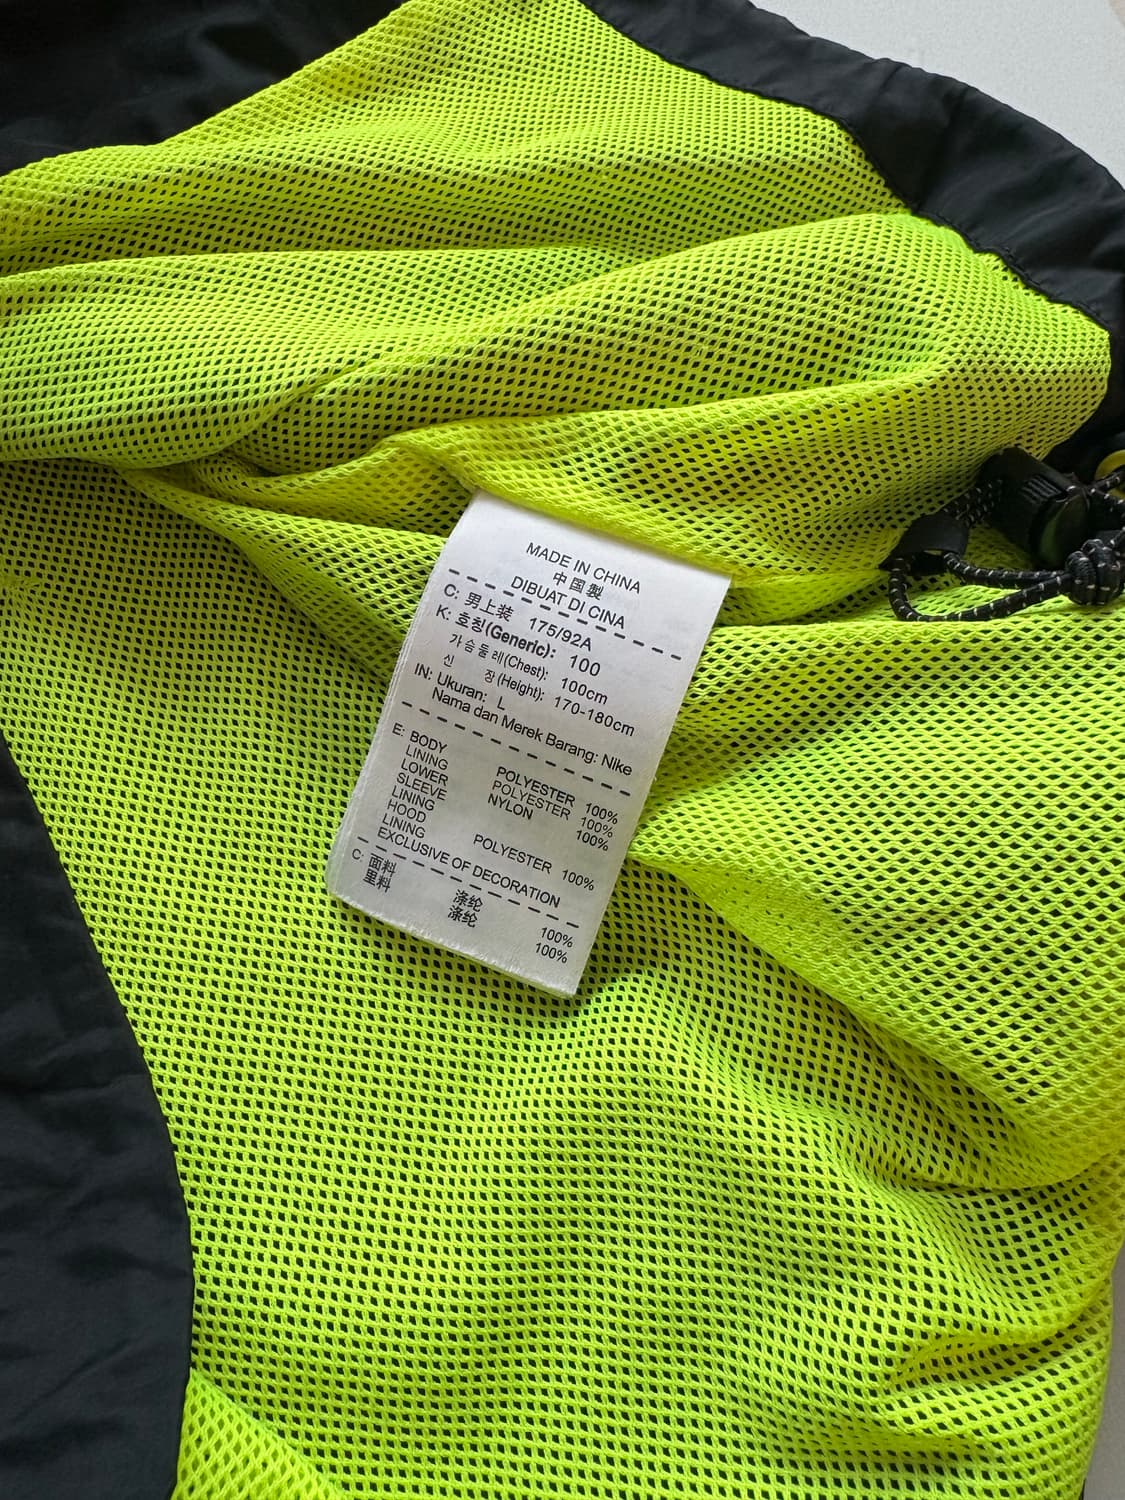 MADE IN CHINA
中国製
DIBUAT DI CINA
C: 男上装 175/92A
K: 호칭(Generic): 100
가슴둘레(Chest): 100cm
신 장(Height): 170-180cm
IN: Ukuran: L
Nama dan Merek Barang: Nike
E: BODY POLYESTER 100%
LINING POLYESTER 100%
LOWER NYLON 100%
SLEEVE
LINING
HOOD POLYESTER 100%
LINING
EXCLUSIVE OF DECORATION
C: 面料 涤纶 100%
里料 涤纶 100%